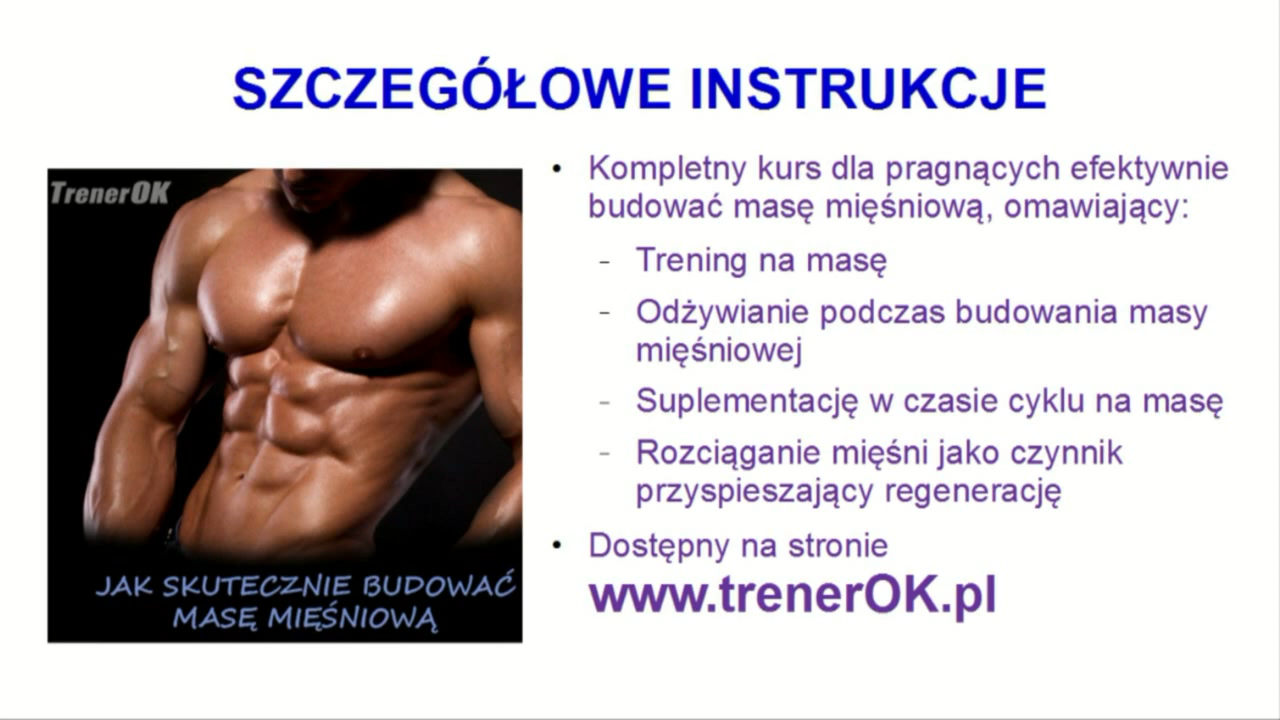 SZCZEGÓŁOWE INSTRUKCJE
TrenerOK
JAK SKUTECZNIE BUDOWAĆ
MASĘ MIĘŚNIOWĄ
• Kompletny kurs dla pragnących efektywnie
budować masę mięśniową, omawiający:
– Trening na masę
– Odżywianie podczas budowania masy
mięśniowej
– Suplementację w czasie cyklu na masę
– Rozciąganie mięśni jako czynnik
przyspieszający regenerację
• Dostępny na stronie
www.trenerOK.pl